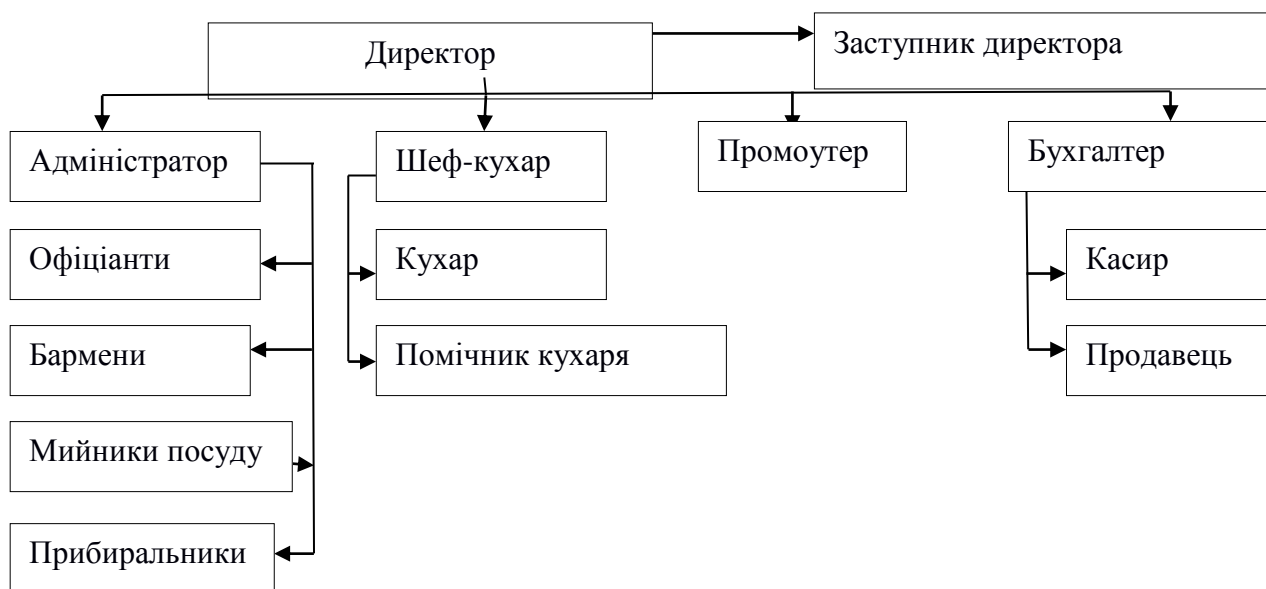 Директор
Заступник директора
Адміністратор
Шеф-кухар
Промоутер
Бухгалтер
Офіціанти
Кухар
Касир
Бармени
Помічник кухаря
Продавець
Мийники посуду
Прибиральники